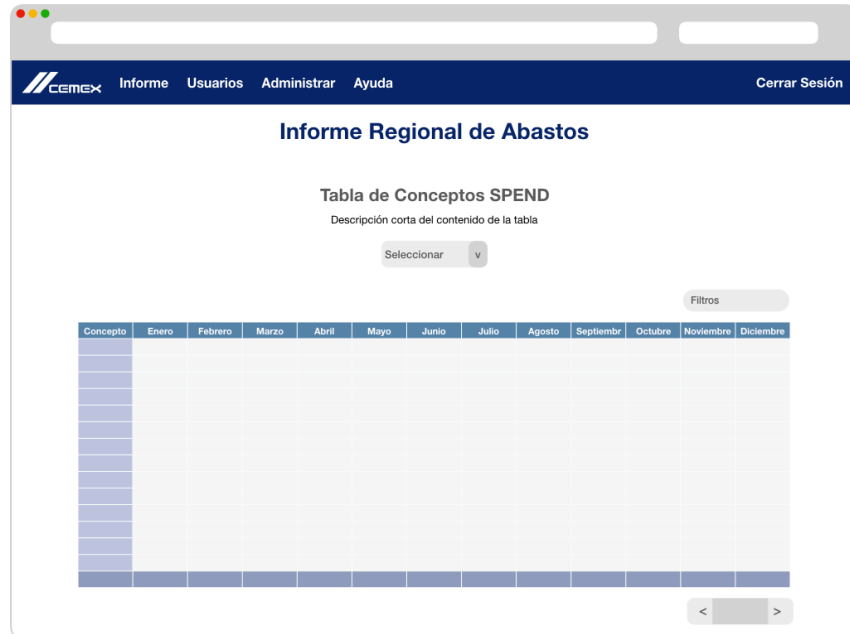 CEMEX Informe Usuarios Administrar Ayuda Cerrar Sesión
Informe Regional de Abastos
Tabla de Conceptos SPEND
Descripción corta del contenido de la tabla
Seleccionar v
Filtros
Concepto Enero Febrero Marzo Abril Mayo Junio Julio Agosto Septiembr Octubre Noviembre Diciembre
< >